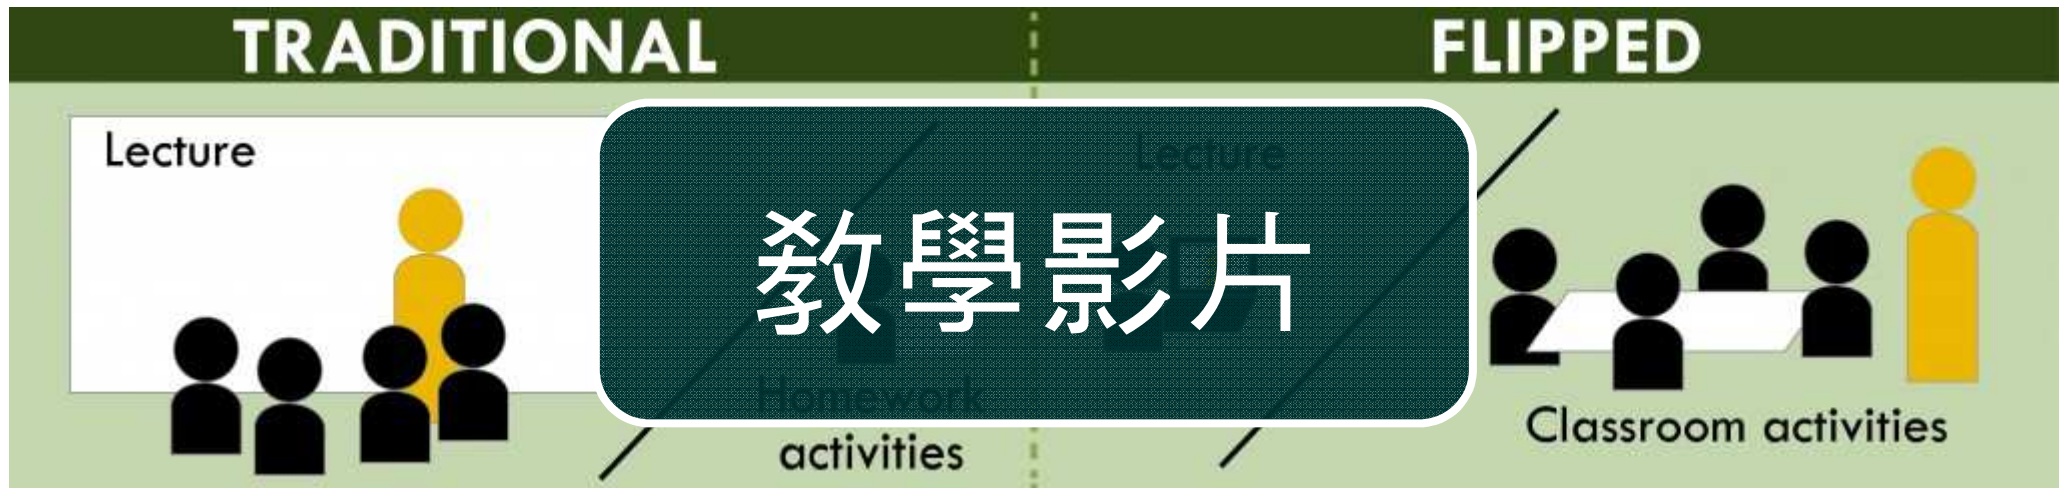 TRADITIONAL
FLIPPED
Lecture
Lecture
教學影片
Homework
activities
Classroom activities